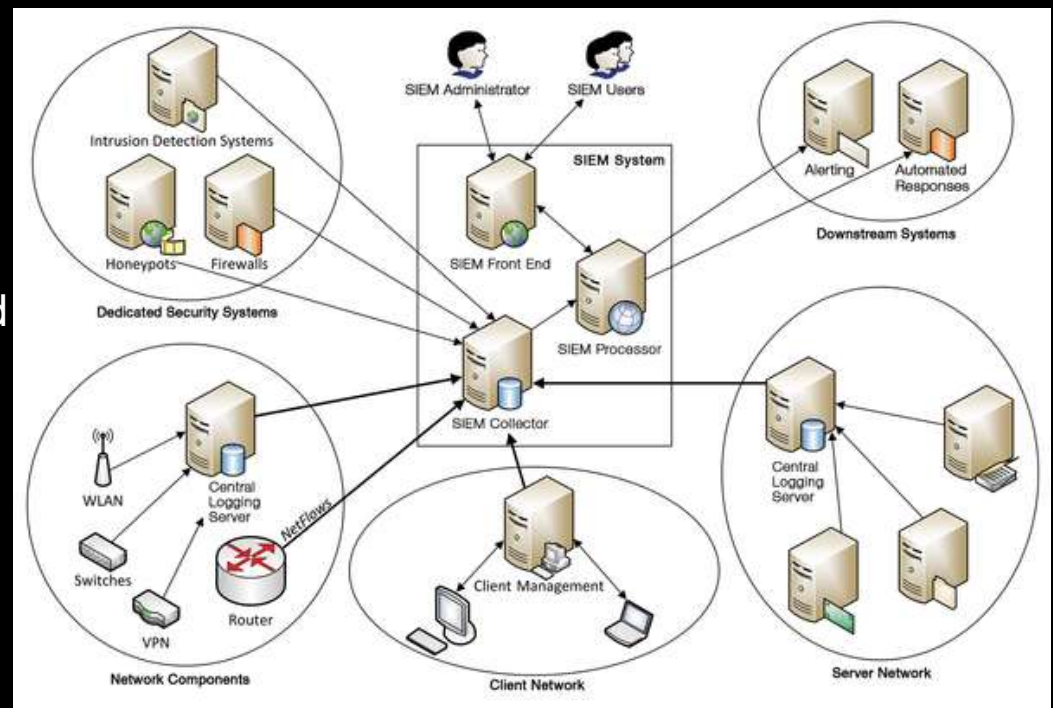 SIEM Administrator
SIEM Users
Intrusion Detection Systems
Honeypots
Firewalls
Dedicated Security Systems
SIEM System
SIEM Front End
SIEM Processor
SIEM Collector
Alerting
Automated
Responses
Downstream Systems
d
WLAN
Switches
VPN
Central
Logging
Server
Router
NetFlows
Network Components
Client Management
Client Network
Central
Logging
Server
Server Network